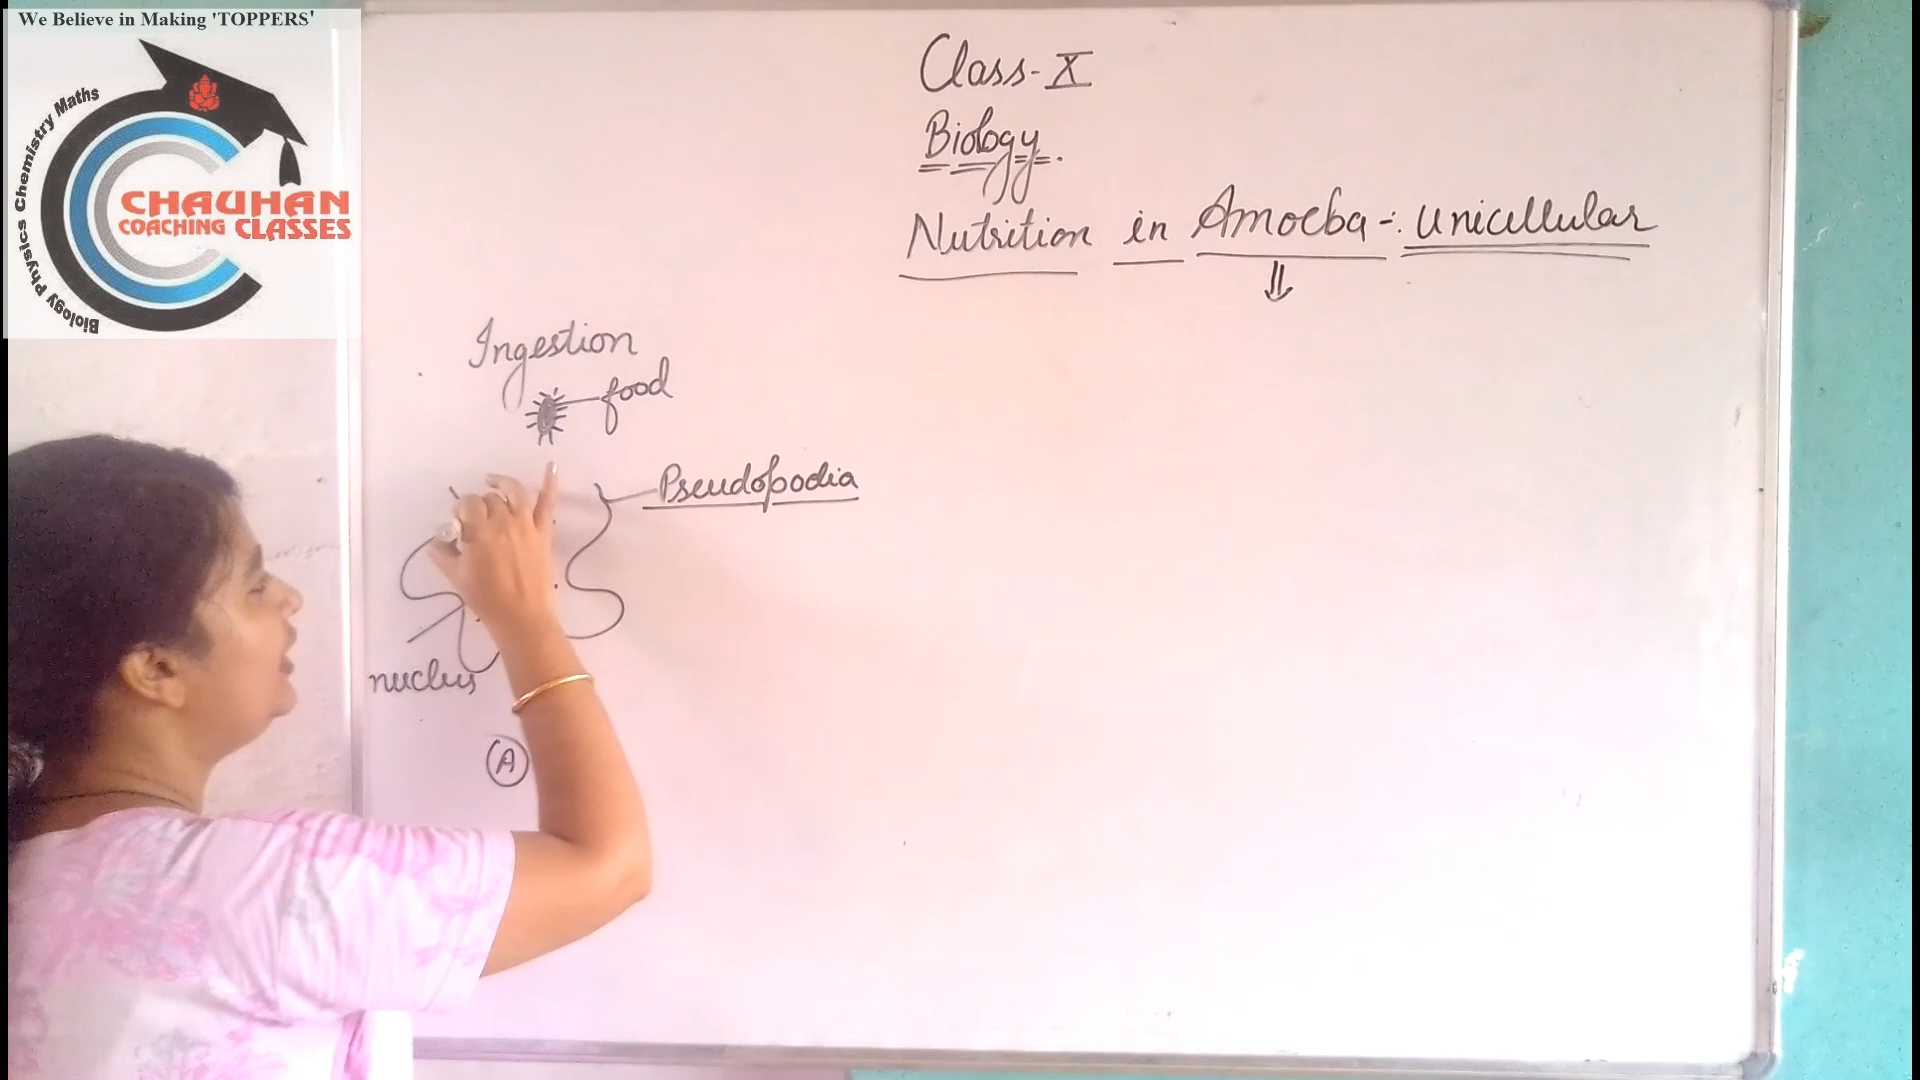 We Believe in Making 'TOPPERS'
Biology Physics Chemistry Maths
CHAUHAN
COACHING CLASSES
Class-X
Biology.
Nutrition in Amoeba-: Unicellular
Ingestion
food
Pseudopodia
nucleus
A